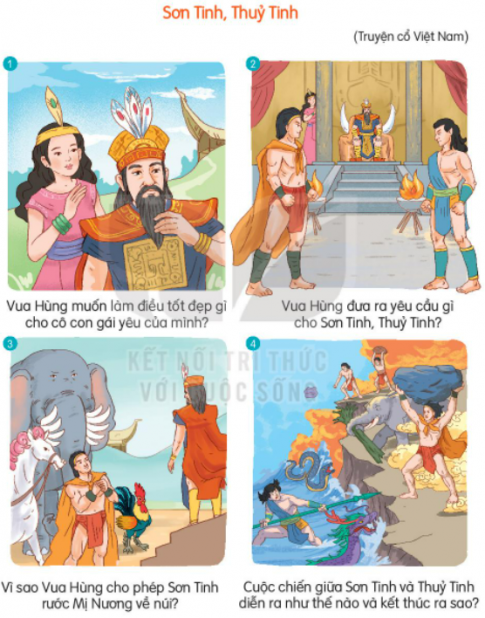 Sơn Tinh, Thuỷ Tinh
(Truyện cổ Việt Nam)
1
2
Vua Hùng muốn làm điều tốt đẹp gì
cho cô con gái yêu của mình?
Vua Hùng đưa ra yêu cầu gì
cho Sơn Tinh, Thuỷ Tinh?
3
4
KẾT NỐI TRI THỨC
VỚI CUỘC SỐNG
Vì sao Vua Hùng cho phép Sơn Tinh
rước Mị Nương về núi?
Cuộc chiến giữa Sơn Tinh và Thuỷ Tinh
diễn ra như thế nào và kết thúc ra sao?